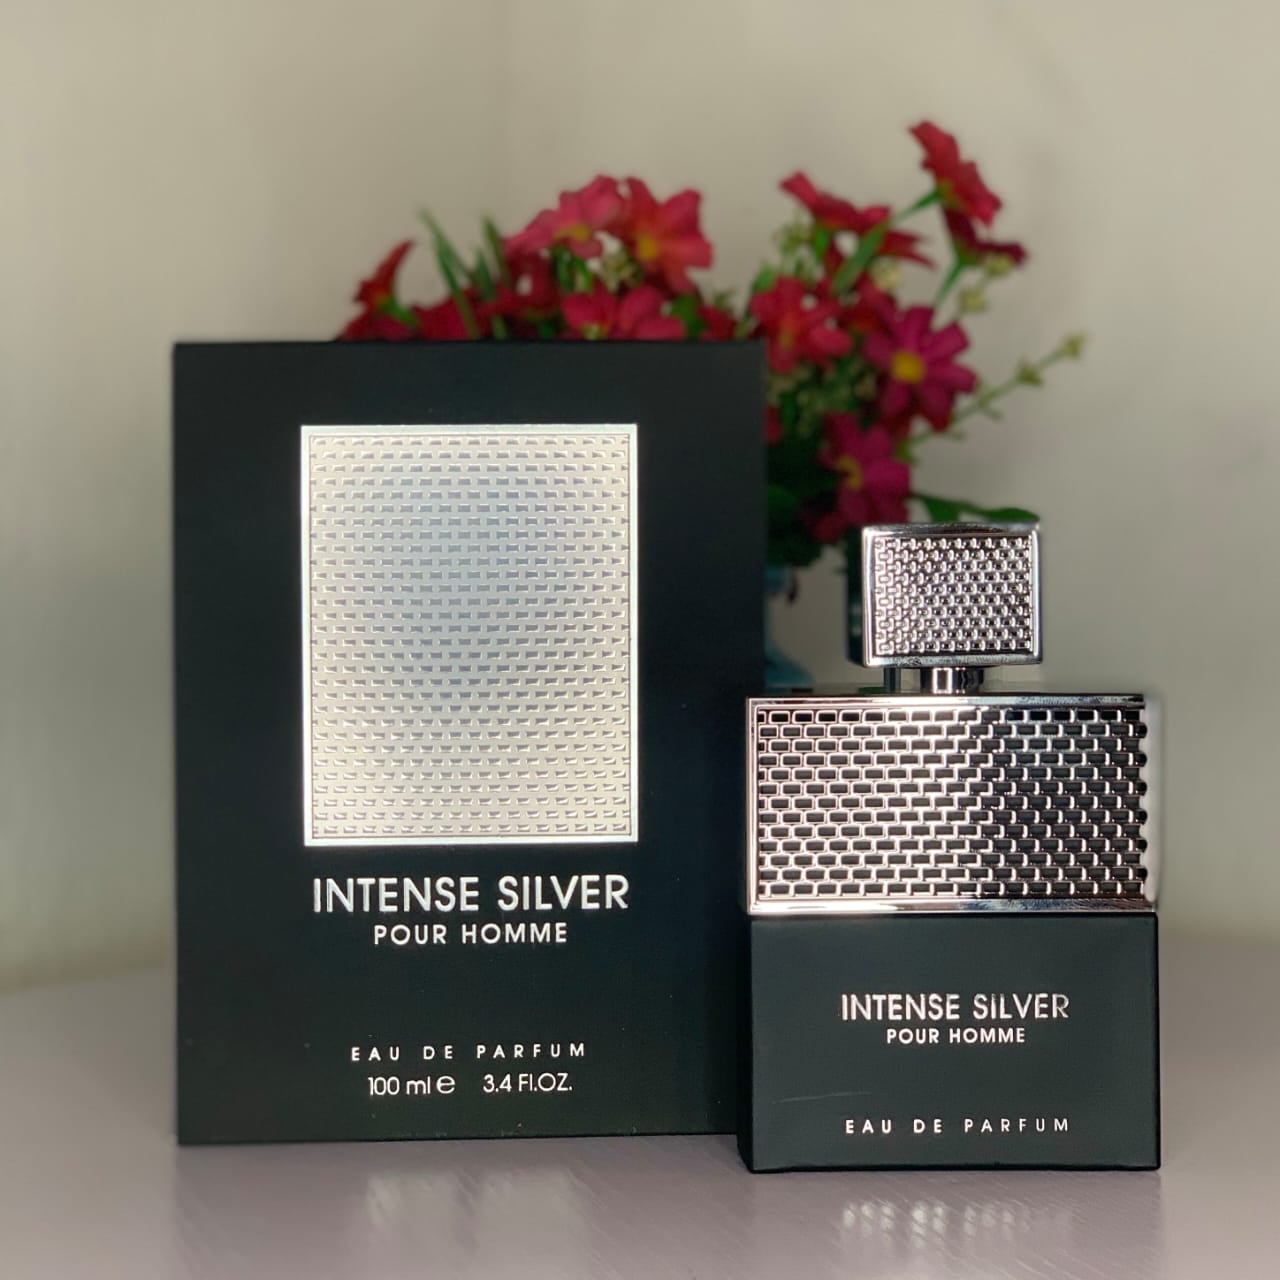 INTENSE SILVER
POUR HOMME
EAU DE PARFUM
100 ml e 3.4 Fl.OZ.
INTENSE SILVER
POUR HOMME
EAU DE PARFUM